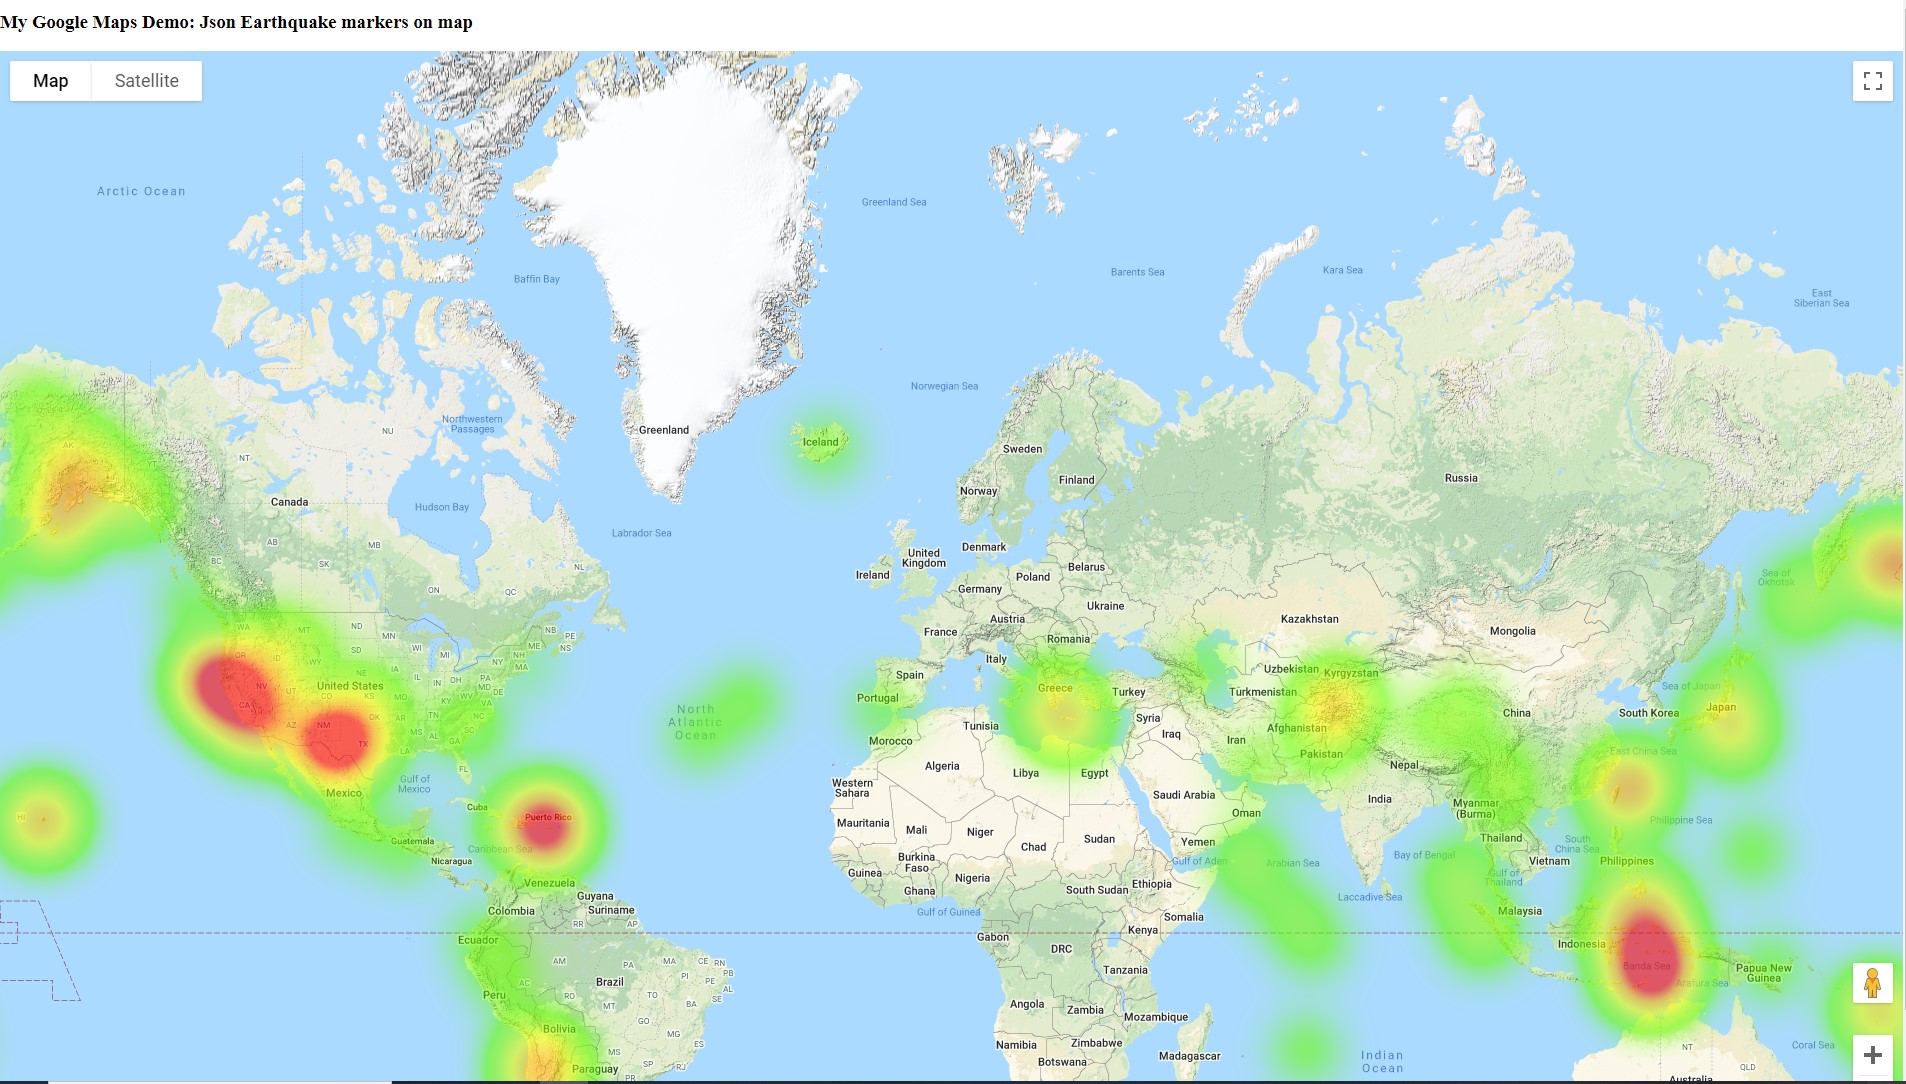 My Google Maps Demo: Json Earthquake markers on map
Map
Satellite
Arctic Ocean
Greenland Sea
Baffin Bay
Barents Sea
Kara Sea
East
Siberian Sea
Norwegian Sea
Northwestern
Passages
NU
Greenland
Iceland
AK
YT
NT
Sweden
Finland
Russia
Norway
Canada
Hudson Bay
Labrador Sea
AB
MB
SK
BC
ON
QC
NL
Denmark
United
Kingdom
Ireland
Belarus
Poland
Germany
Ukraine
Sea of
Okhotsk
Austria
Kazakhstan
France
Romania
Mongolia
WA
MT
ND
MN
NB
PE
NS
ME
OR
ID
WY
SD
WI
MI
NY
NH
MA
Italy
Spain
Portugal
Greece
Turkey
Uzbekistan
Kyrgyzstan
Türkmenistan
Sea of Japan
Japan
South Korea
China
NV
UT
United States
CO
NE
IA
IL
IN
OH
PA
MD
DE
KS
MO
KY
WV
VA
CA
AZ
NM
OK
AR
TN
NC
SC
MS
AL
GA
TX
LA
FL
North
Atlantic
Ocean
Tunisia
Syria
Iraq
Iran
Afghanistan
Pakistan
Morocco
Algeria
Libya
Egypt
Nepal
East China Sea
Gulf of
Mexico
Mexico
Western
Sahara
Saudi Arabia
Oman
India
Myanmar
(Burma)
HI
Cuba
Puerto Rico
Mauritania
Mali
Niger
Chad
Sudan
Yemen
Thailand
South
China Sea
Philippine Sea
Guatemala
Caribbean Sea
Nicaragua
Burkina
Faso
Gulf of Aden
Arabian Sea
Bay of Bengal
Vietnam
Philippines
Guinea
Nigeria
Ghana
South Sudan
Ethiopia
Gulf of
Thailand
Venezuela
Guyana
Suriname
Colombia
Gulf of Guinea
Somalia
Laccadive Sea
Malaysia
RR
AP
Ecuador
Gabon
DRC
Kenya
Indonesia
AM
PA
MA
CE
RN
PB
PI
PE
AL
SE
Tanzania
Banda Sea
Papua New
Guinea
Arafura Sea
AC
Brazil
Peru
RO
TO
BA
MT
Angola
Zambia
Mozambique
GO
Bolivia
MG
ES
MS
Namibia
Zimbabwe
Botswana
Madagascar
Indian
Ocean
NT
Coral Sea
SP
RJ
Paraguay
PR
QLD
Australia